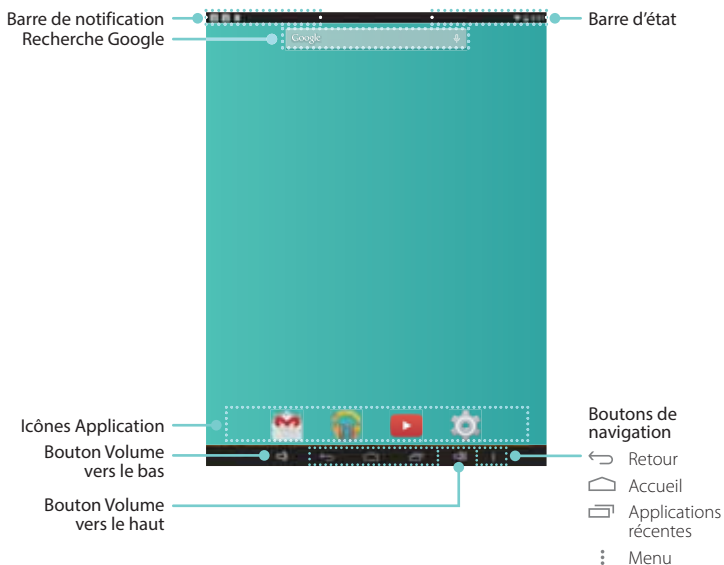 Barre de notification
Recherche Google
Barre d'état
Google
Icônes Application
Bouton Volume
vers le bas
Bouton Volume
vers le haut
Boutons de
navigation
Retour
Accueil
Applications
récentes
Menu